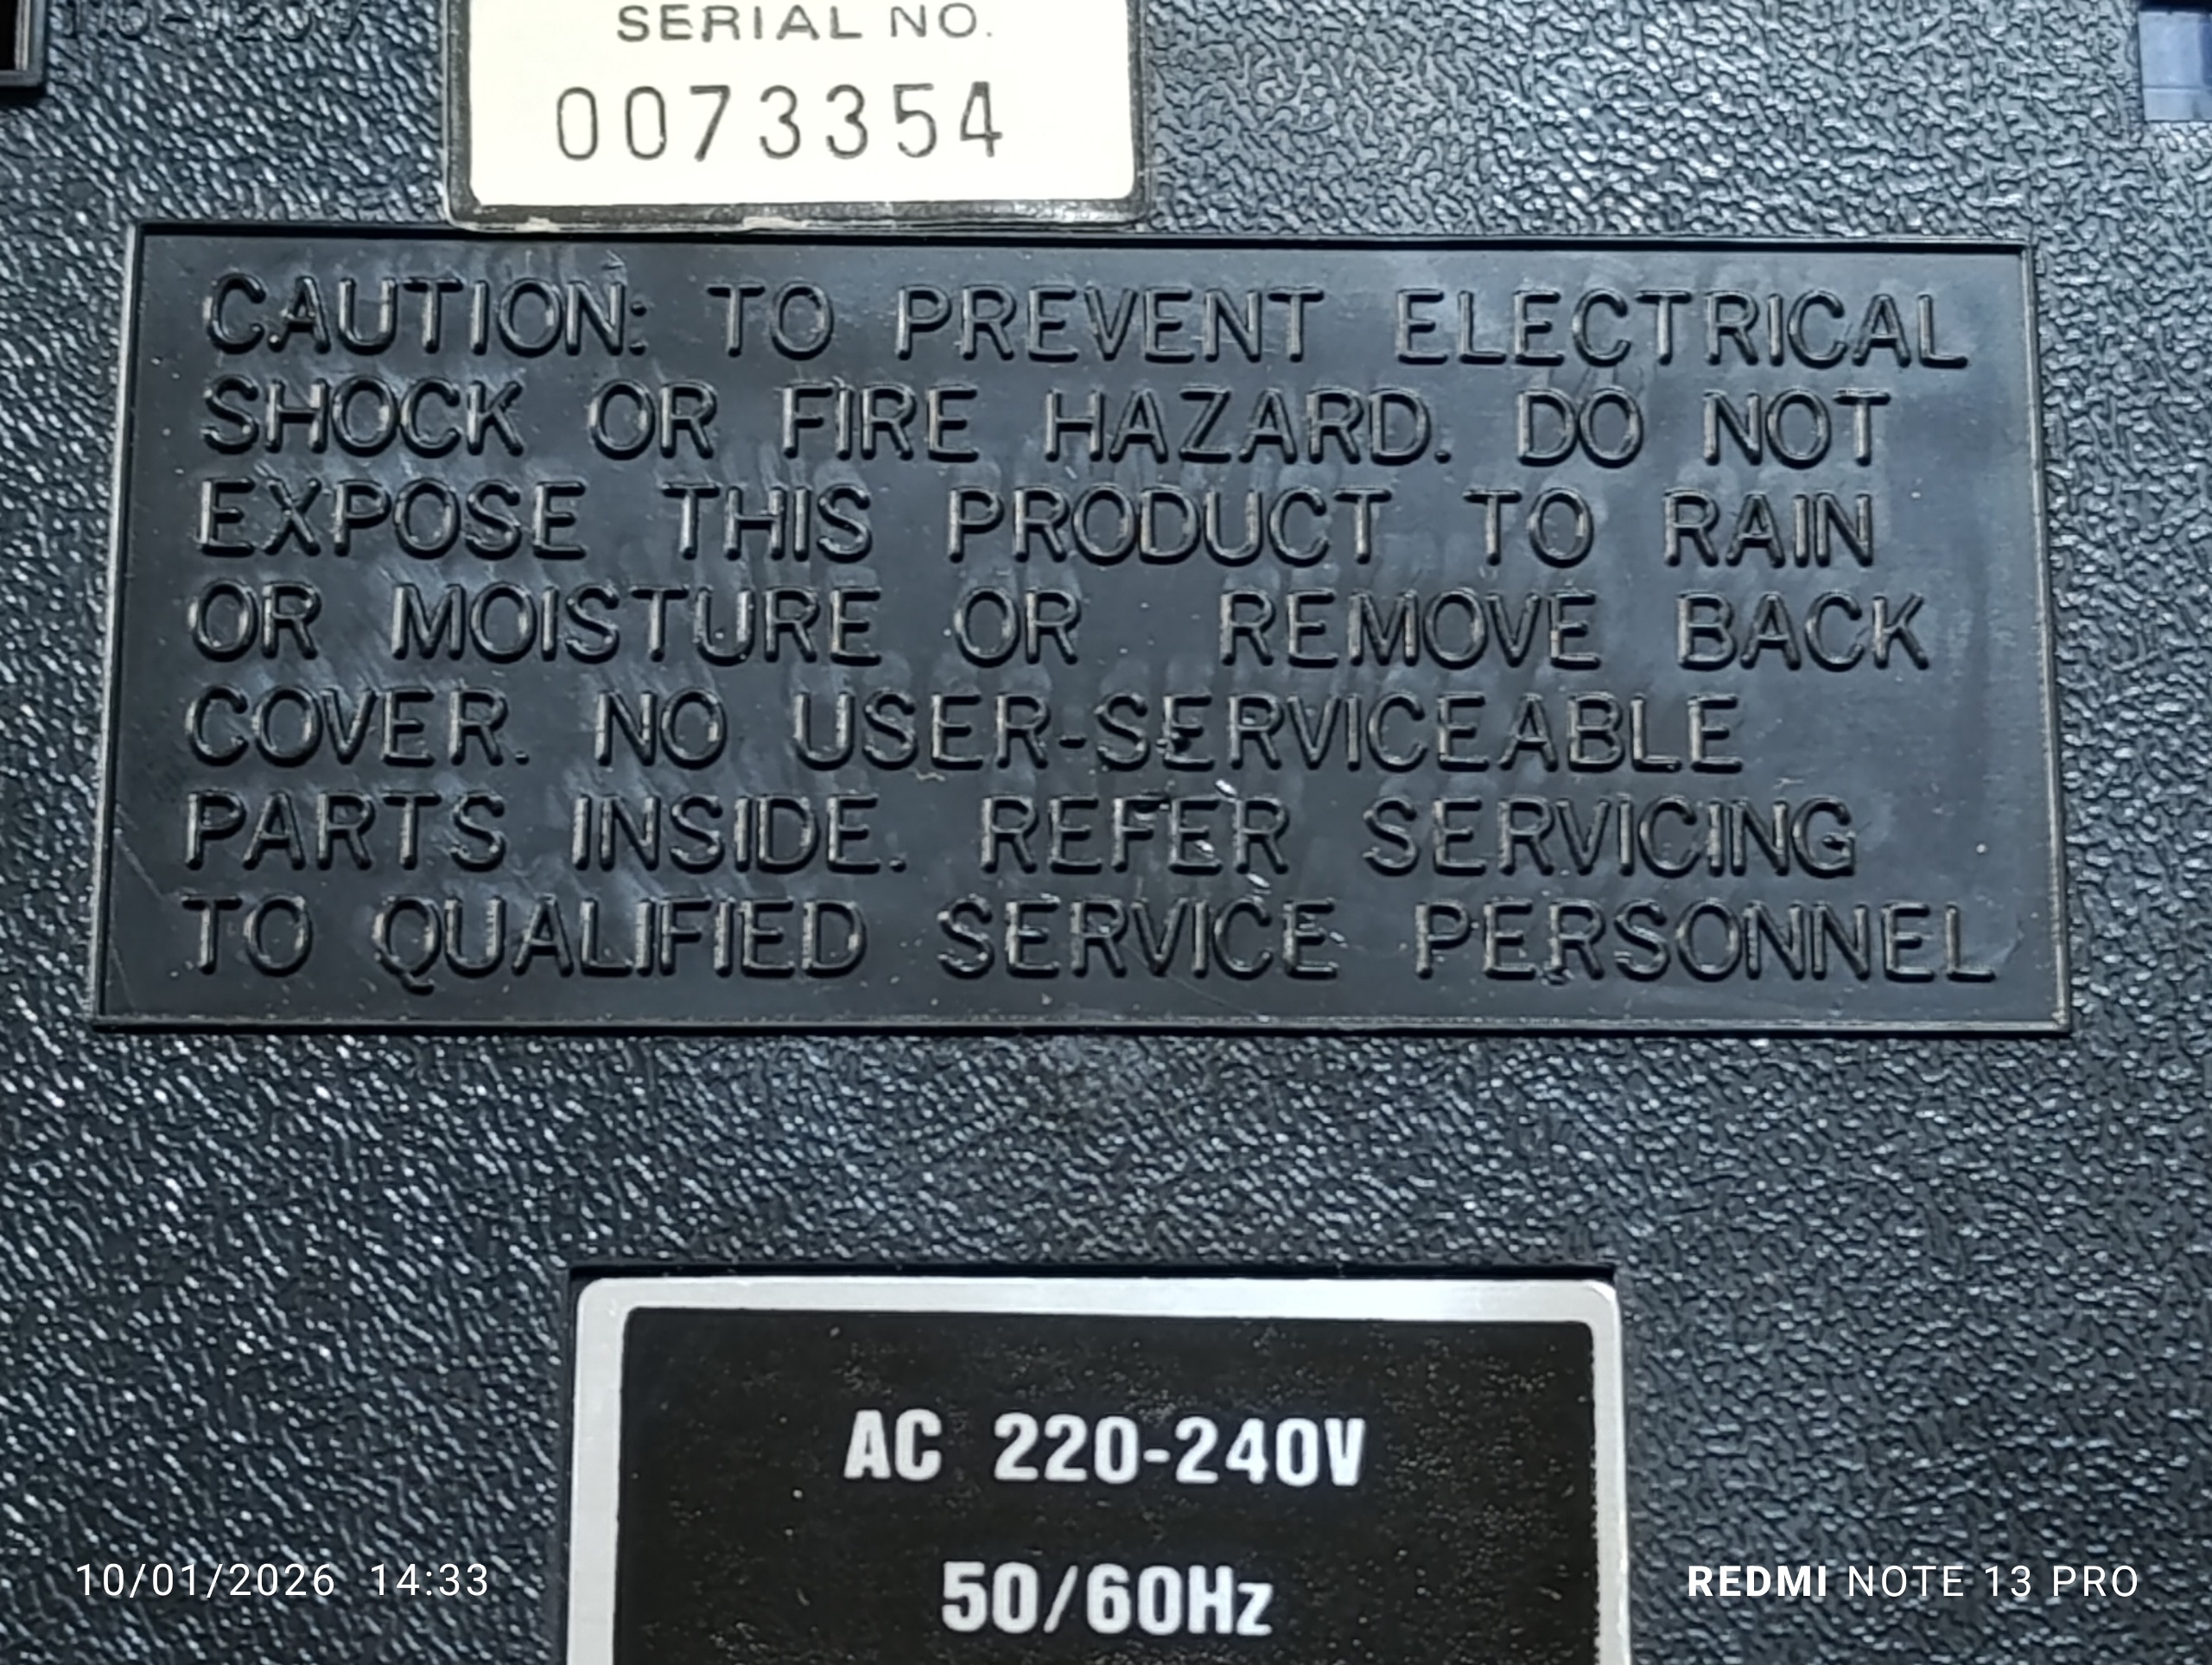 SERIAL NO.
0073354
CAUTION: TO PREVENT ELECTRICAL
SHOCK OR FIRE HAZARD. DO NOT
EXPOSE THIS PRODUCT TO RAIN
OR MOISTURE OR REMOVE BACK
COVER. NO USER-SERVICEABLE
PARTS INSIDE. REFER SERVICING
TO QUALIFIED SERVICE PERSONNEL
AC 220-240V
50/60Hz
10/01/2026 14:33
REDMI NOTE 13 PRO